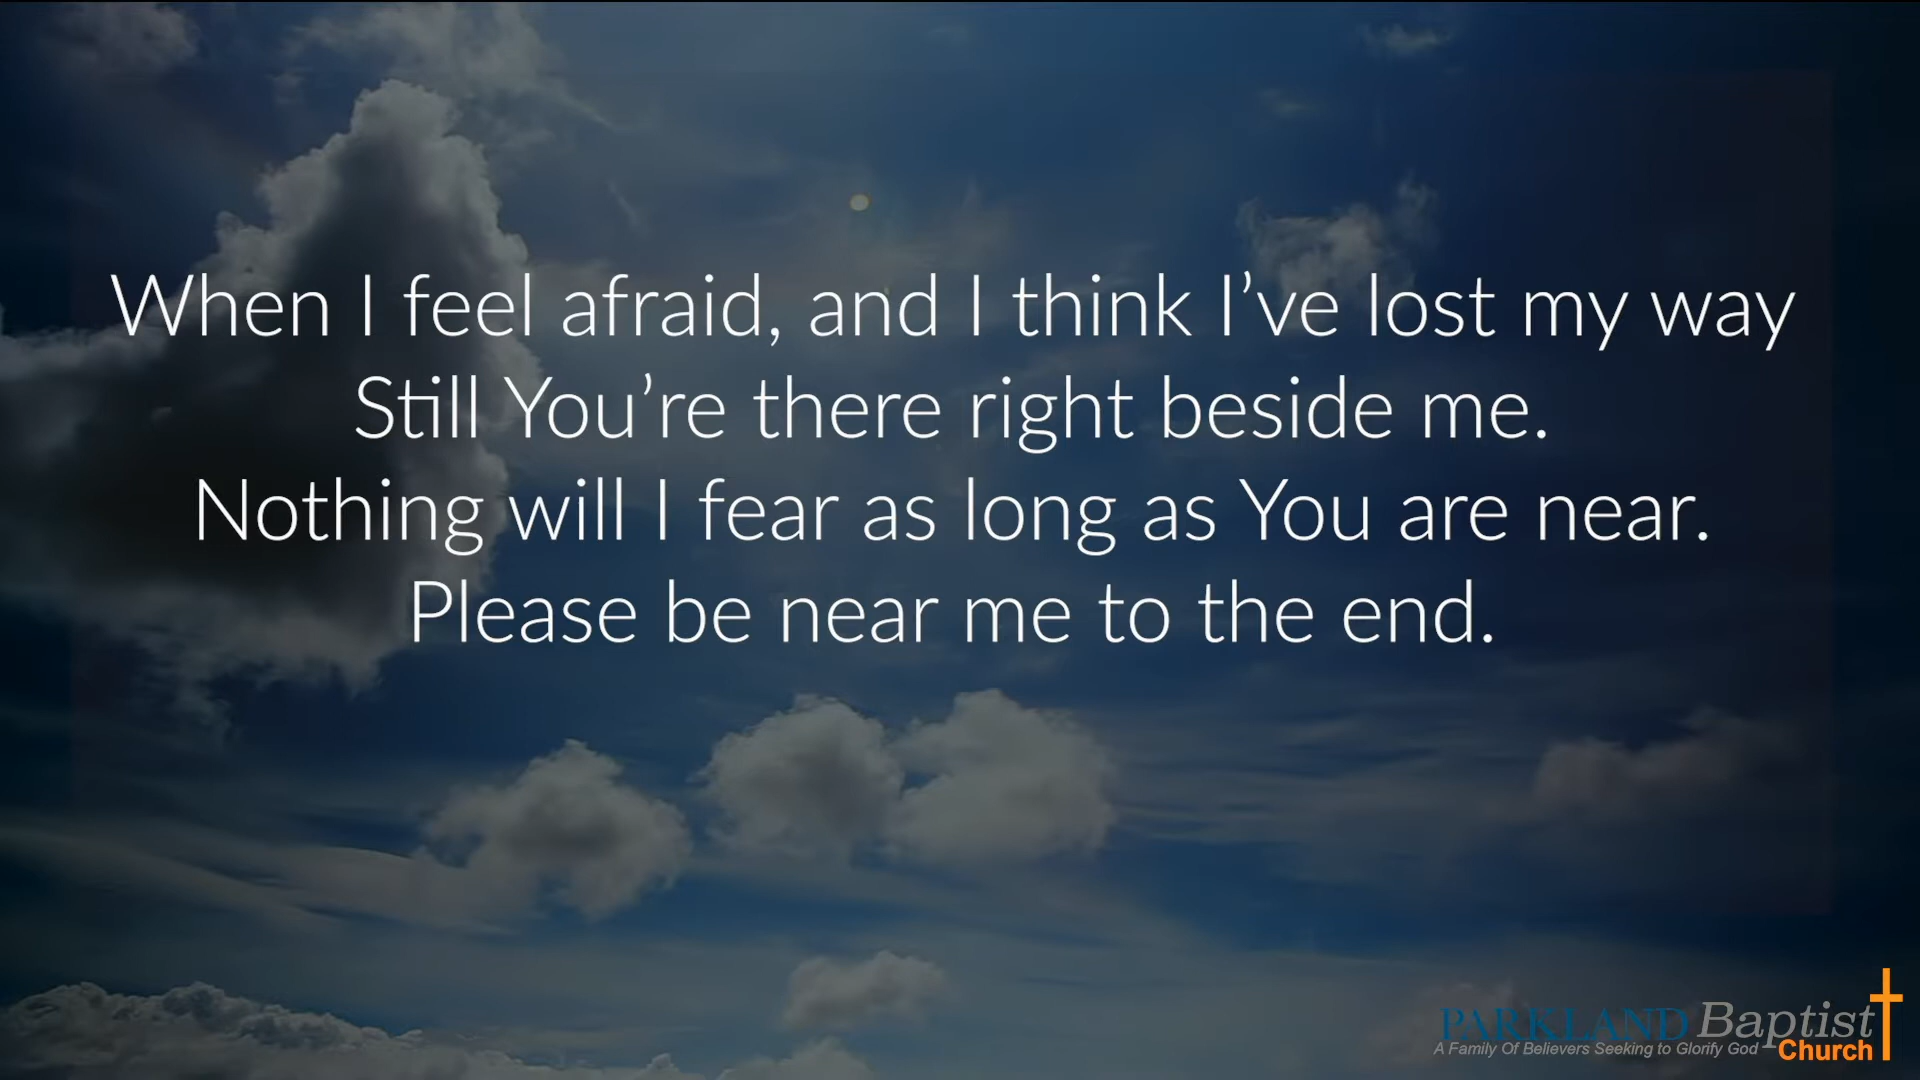 When I feel afraid, and I think I’ve lost my way
Still You’re there right beside me.
Nothing will I fear as long as You are near.
Please be near me to the end.
PARKLAND Baptist
A Family Of Believers Seeking to Glorify God Church